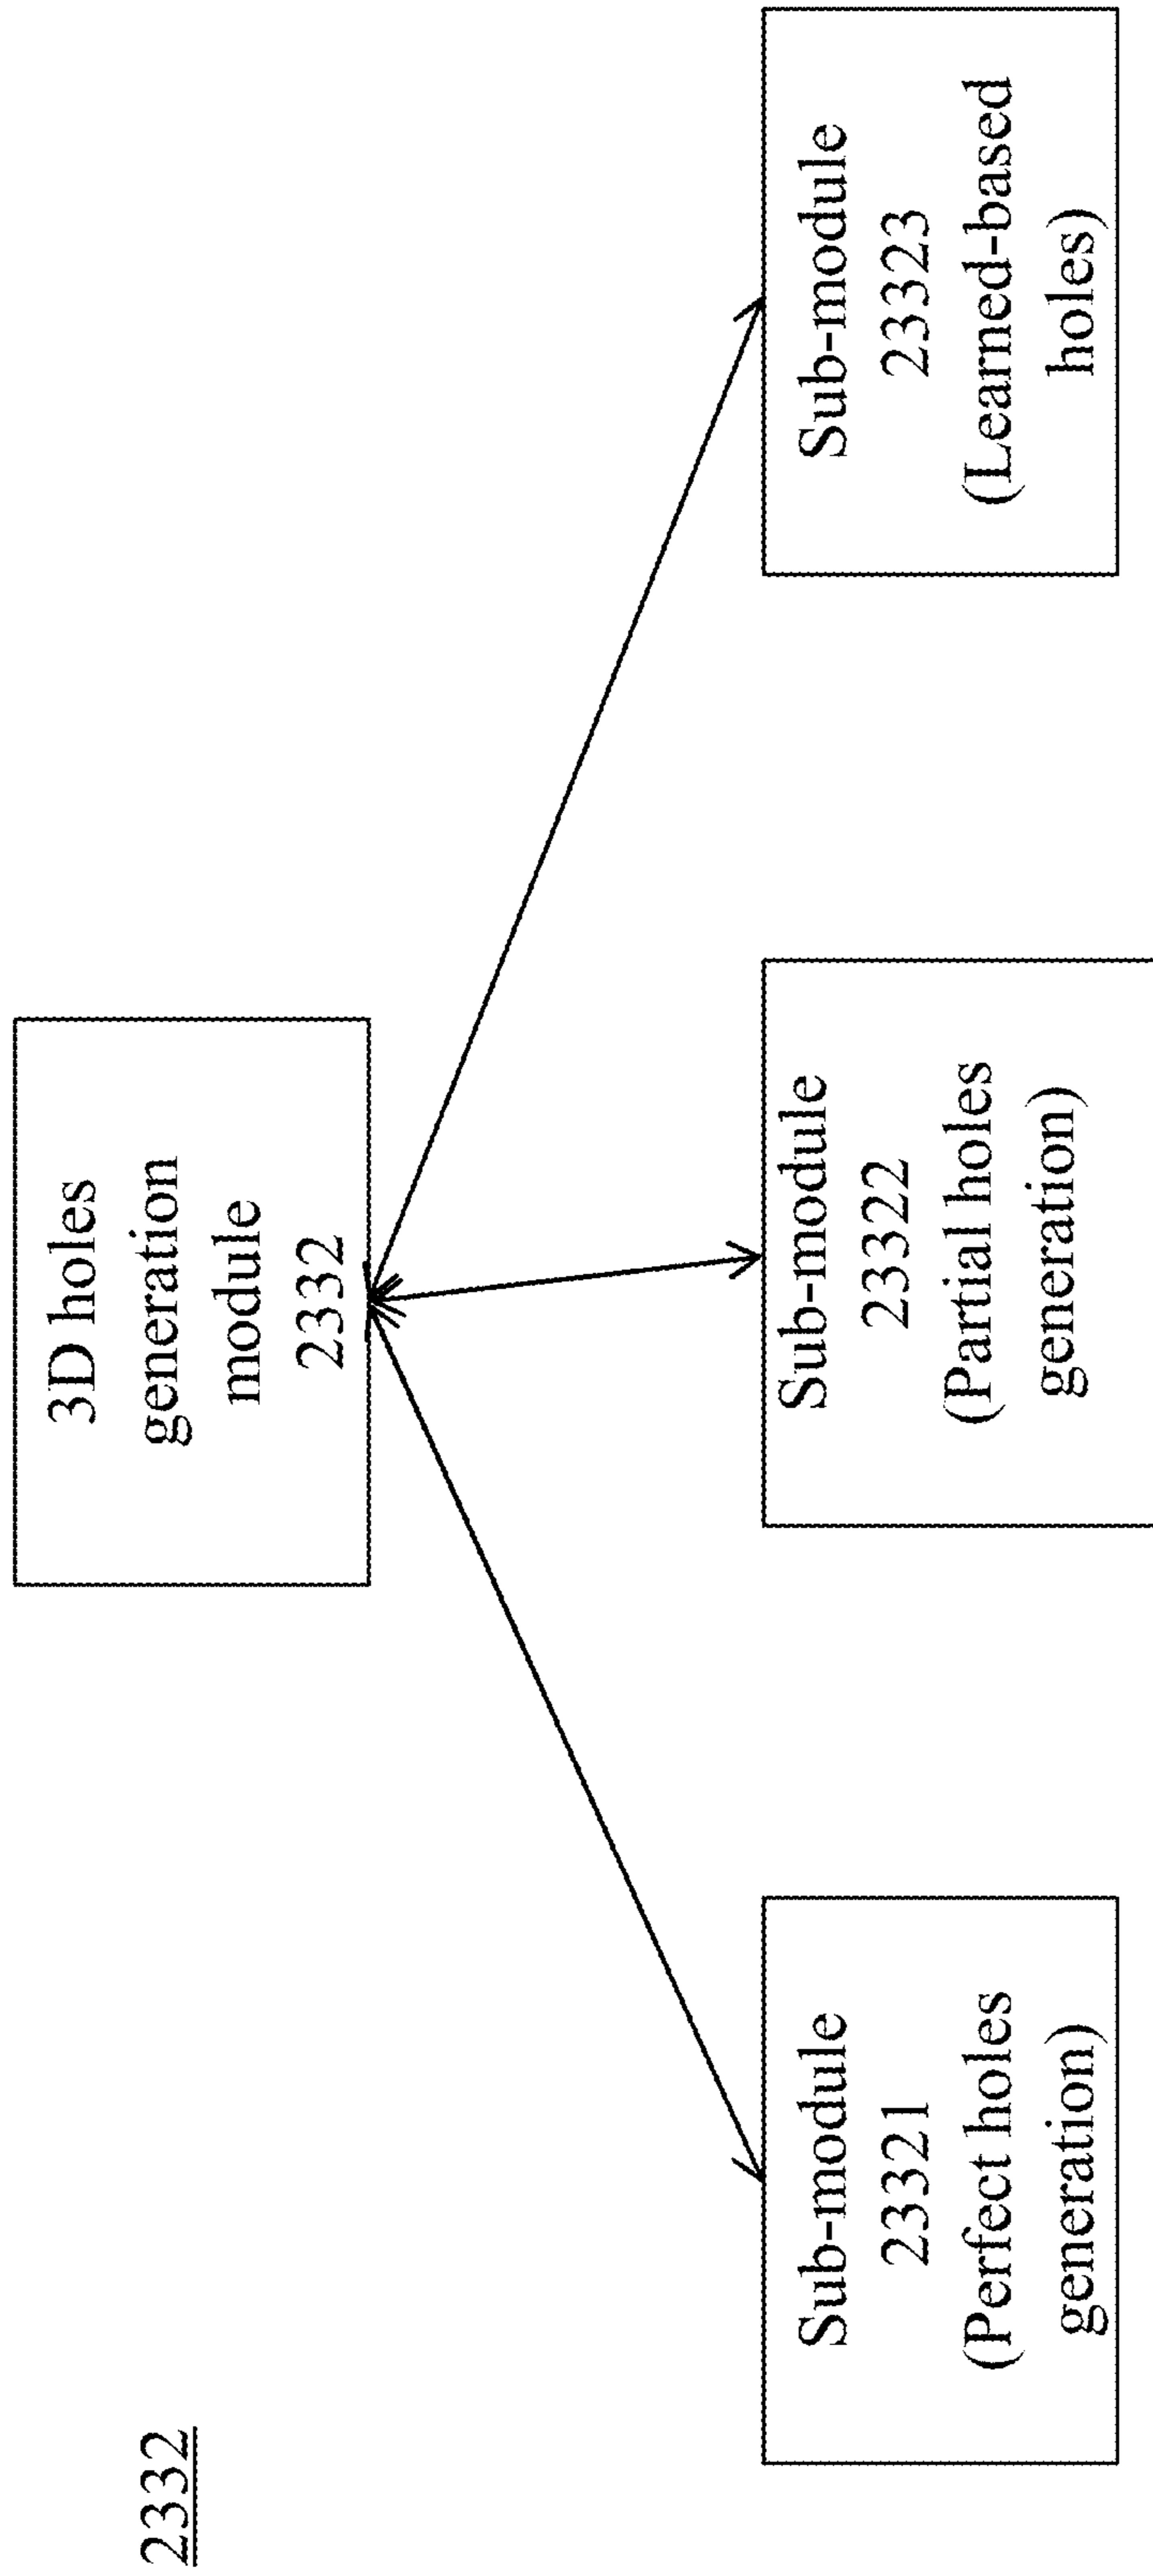 2332
3D holes
generation
module
2332
Sub-module
23321
(Perfect holes
generation)
Sub-module
23322
(Partial holes
generation)
Sub-module
23323
(Learned-based
holes)